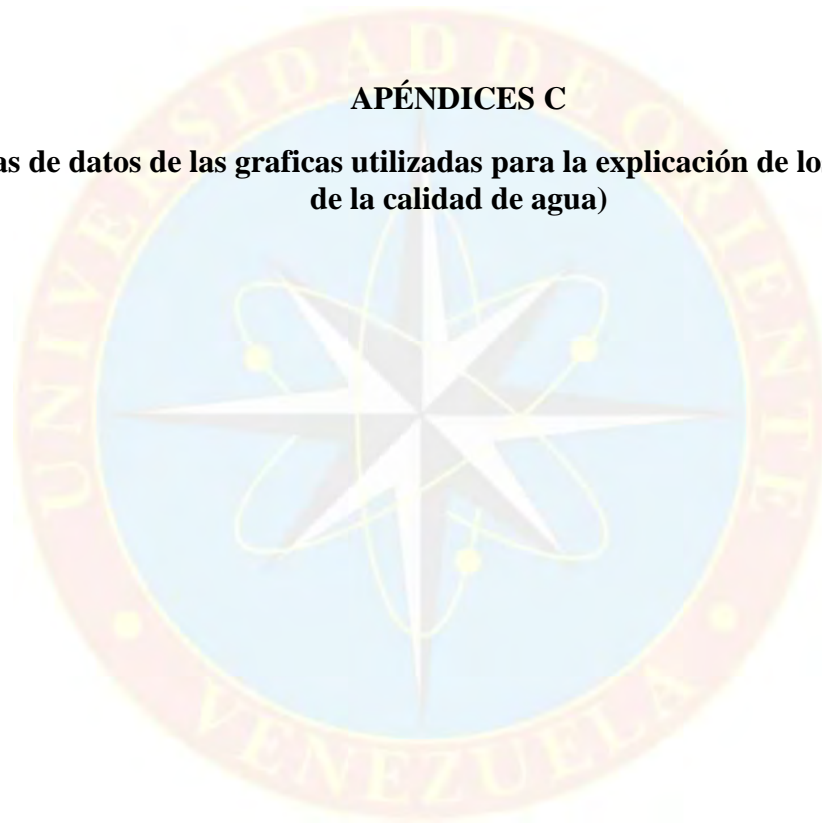 APÉNDICES C
as de datos de las graficas utilizadas para la explicación de lo
de la calidad de agua)
UNIVERSIDAD DE ORIENTE
VENEZUELA